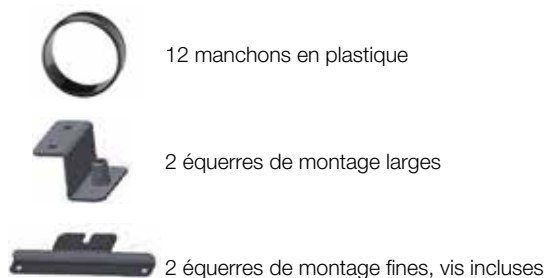 12 manchons en plastique
2 équerres de montage larges
2 équerres de montage fines, vis incluses